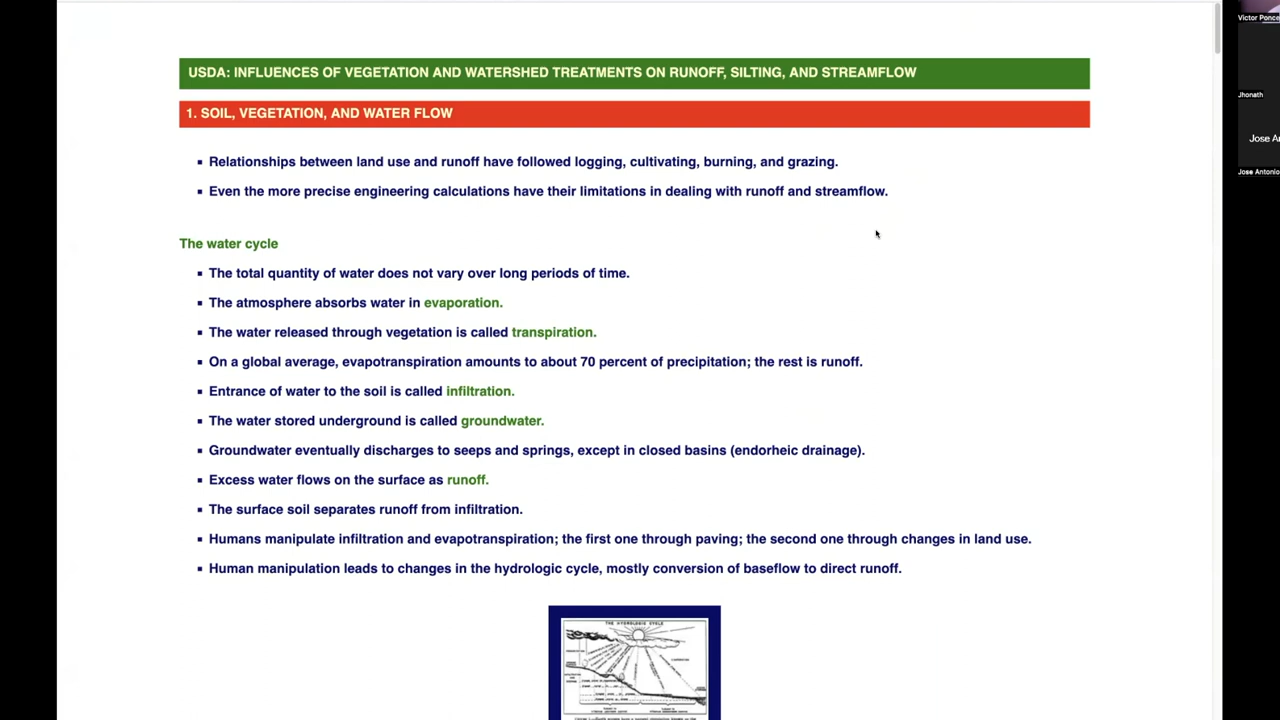 USDA: INFLUENCES OF VEGETATION AND WATERSHED TREATMENTS ON RUNOFF, SILTING, AND STREAMFLOW
1. SOIL, VEGETATION, AND WATER FLOW
Relationships between land use and runoff have followed logging, cultivating, burning, and grazing.
Even the more precise engineering calculations have their limitations in dealing with runoff and streamflow.
The water cycle
The total quantity of water does not vary over long periods of time.
The atmosphere absorbs water in evaporation.
The water released through vegetation is called transpiration.
On a global average, evapotranspiration amounts to about 70 percent of precipitation; the rest is runoff.
Entrance of water to the soil is called infiltration.
The water stored underground is called groundwater.
Groundwater eventually discharges to seeps and springs, except in closed basins (endorheic drainage).
Excess water flows on the surface as runoff.
The surface soil separates runoff from infiltration.
Humans manipulate infiltration and evapotranspiration; the first one through paving; the second one through changes in land use.
Human manipulation leads to changes in the hydrologic cycle, mostly conversion of baseflow to direct runoff.
THE HYDROLOGIC CYCLE
Victor Ponce
Jhonath
Jose A
Jose Antonio